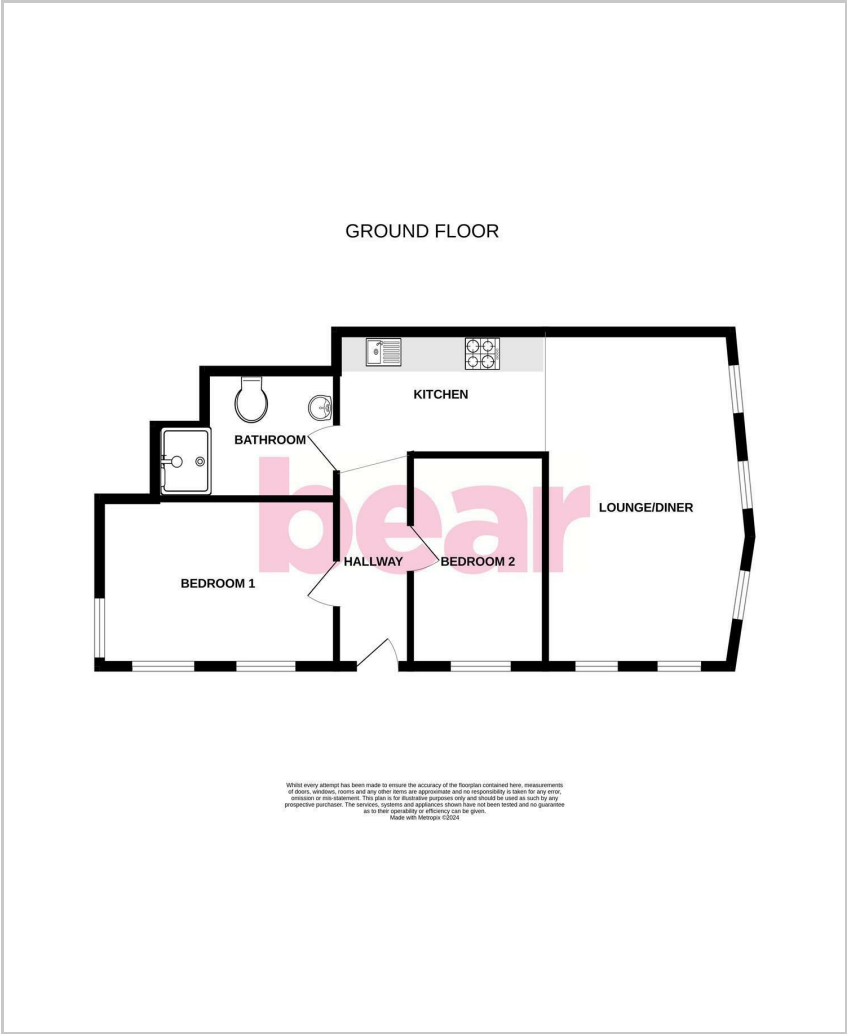 GROUND FLOOR
KITCHEN
BATHROOM
bear
LOUNGE/DINER
HALLWAY
BEDROOM 2
BEDROOM 1
Whilst every attempt has been made to ensure the accuracy of the floorplan contained here, measurements
of doors, windows, rooms and any other items are approximate and no responsibility is taken for any error,
omission or mis-statement. This plan is for illustrative purposes only and should be used as such by any
prospective purchaser. The services, systems and appliances shown have not been tested and no guarantee
as to their operability or efficiency can be given.
Made with Metropix ©2024